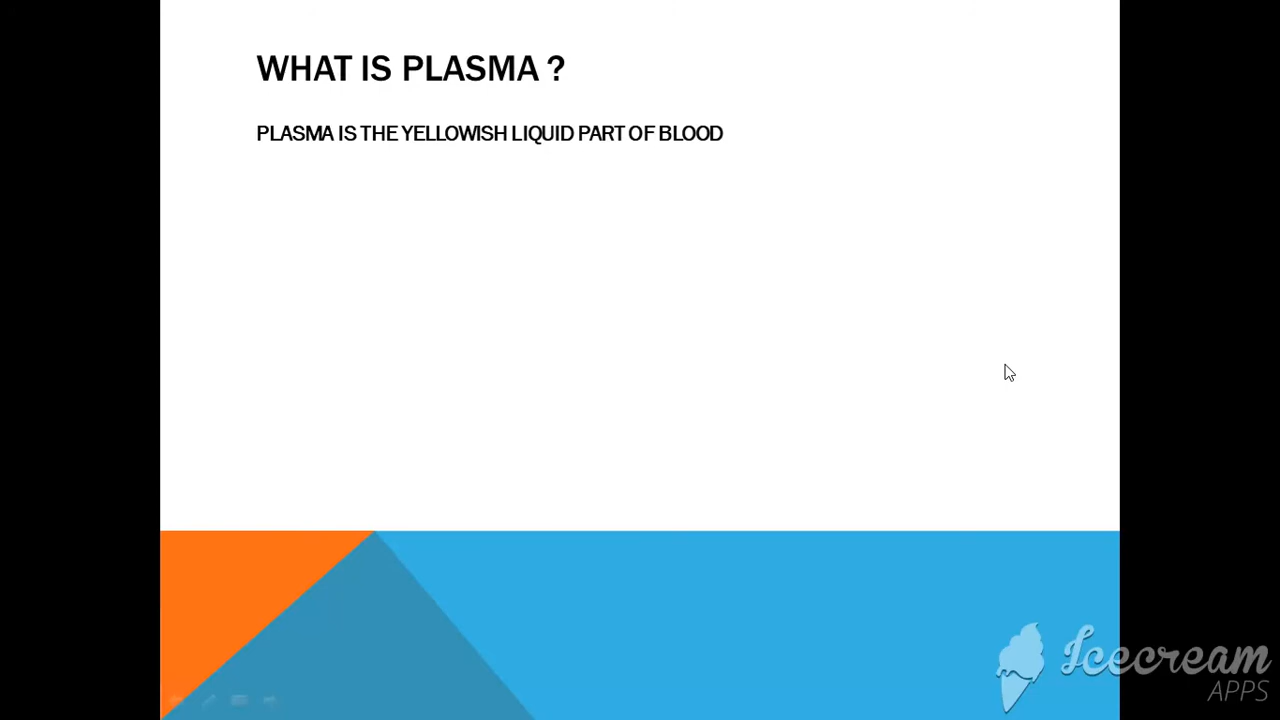 WHAT IS PLASMA ?
PLASMA IS THE YELLOWISH LIQUID PART OF BLOOD
Icecream
APPS